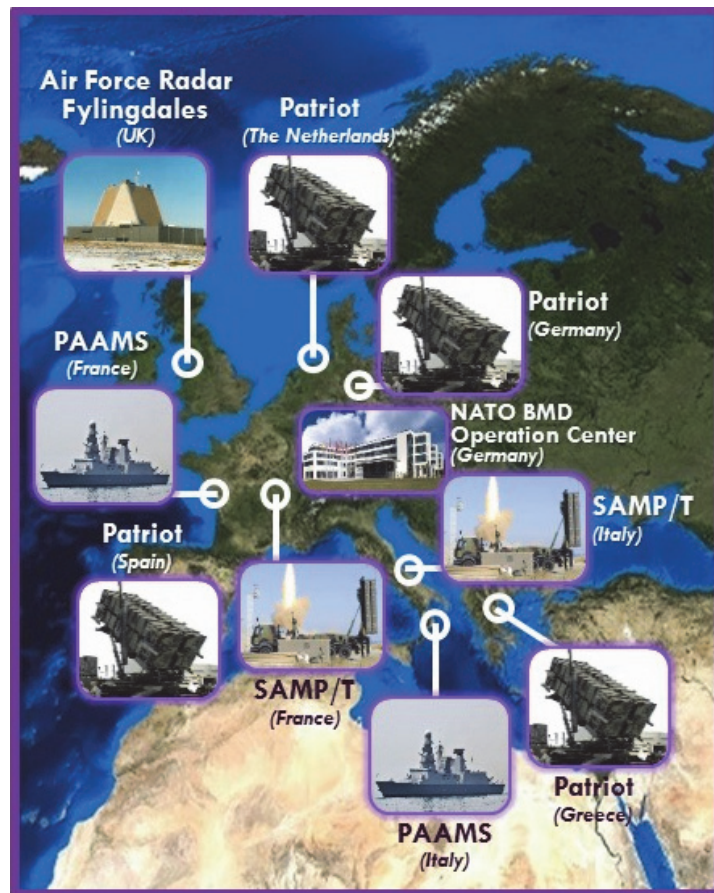 Air Force Radar
Fylingdales
(UK)
Patriot
(The Netherlands)
Patriot
(Germany)
PAAMS
(France)
NATO BMD
Operation Center
(Germany)
SAMP/T
(Italy)
Patriot
(Spain)
SAMP/T
(France)
Patriot
(Greece)
PAAMS
(Italy)